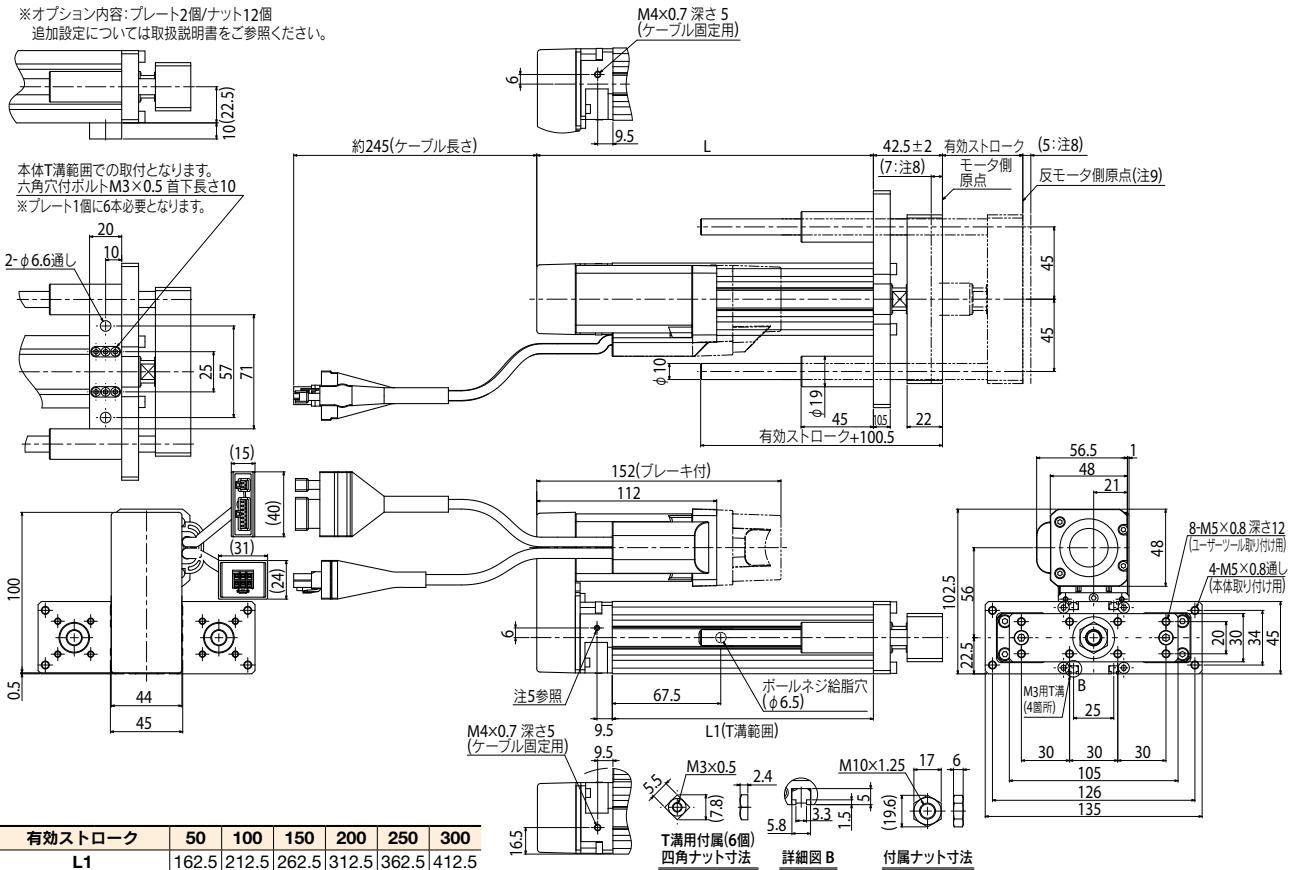 ※オプション内容：プレート2個/ナット12個
追加設定については取扱説明書をご参照ください。
M4×0.7 深さ 5
(ケーブル固定用)
10(22.5)
6
9.5
本体T溝範囲での取付となります。
六角穴付ボルトM3×0.5 首下長さ10
※プレート1個に6本必要となります。
20
10
2-φ6.6通し
25
57
71
約245(ケーブル長さ)
L
42.5±2
有効ストローク
(5：注8)
(7：注8)
モータ側
原点
反モータ側原点(注9)
45
45
φ10
φ19
45
10.5
22
有効ストローク+100.5
(15)
(40)
(31)
(24)
100
0.5
44
45
152(ブレーキ付)
112
6
注5参照
67.5
ボールネジ給脂穴
(φ6.5)
9.5
L1(T溝範囲)
56.5
1
48
21
48
8-M5×0.8 深さ12
(ユーザーツール取り付け用)
4-M5×0.8通し
(本体取り付け用)
102.5
56
22.5
20
30
34
45
M3用T溝
(4箇所)
B
25
30
30
30
105
126
135
M4×0.7 深さ5
(ケーブル固定用)
9.5
16.5
M3×0.5
5.5
2.4
(7.8)
T溝用付属(6個)
四角ナット寸法
5
3.3
1.5
5.8
詳細図 B
M10×1.25
17
6
(19.6)
付属ナット寸法
有効ストローク 50 100 150 200 250 300
L1 162.5 212.5 262.5 312.5 362.5 412.5